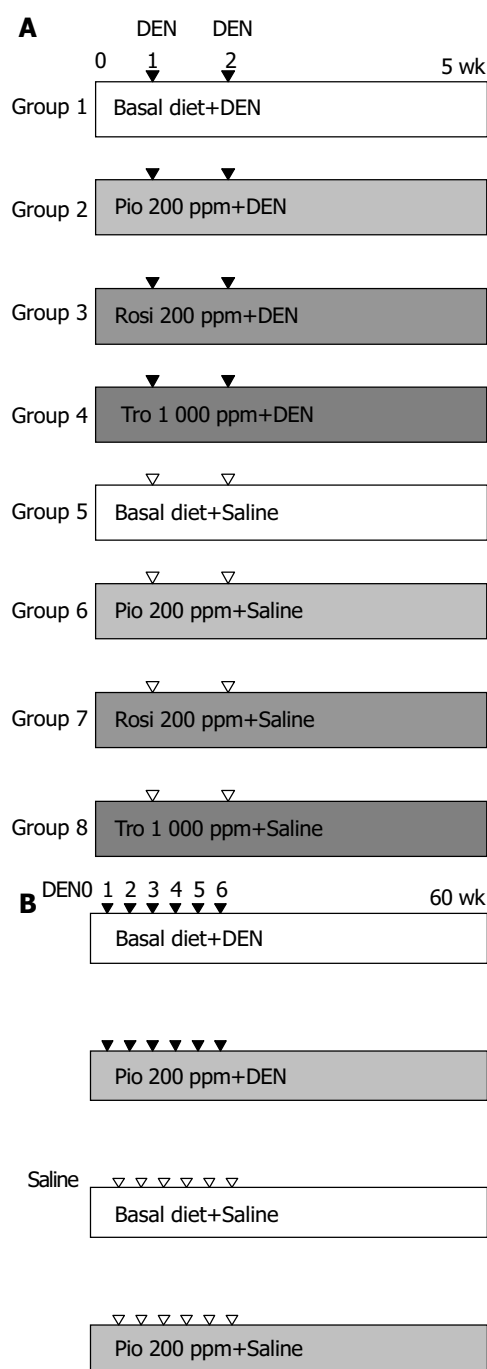 A
DEN DEN
0 1 2 5 wk
Group 1 Basal diet+DEN
Group 2 Pio 200 ppm+DEN
Group 3 Rosi 200 ppm+DEN
Group 4 Tro 1 000 ppm+DEN
Group 5 Basal diet+Saline
Group 6 Pio 200 ppm+Saline
Group 7 Rosi 200 ppm+Saline
Group 8 Tro 1 000 ppm+Saline
B DEN0 1 2 3 4 5 6 60 wk
Basal diet+DEN
Pio 200 ppm+DEN
Saline
Basal diet+Saline
Pio 200 ppm+Saline